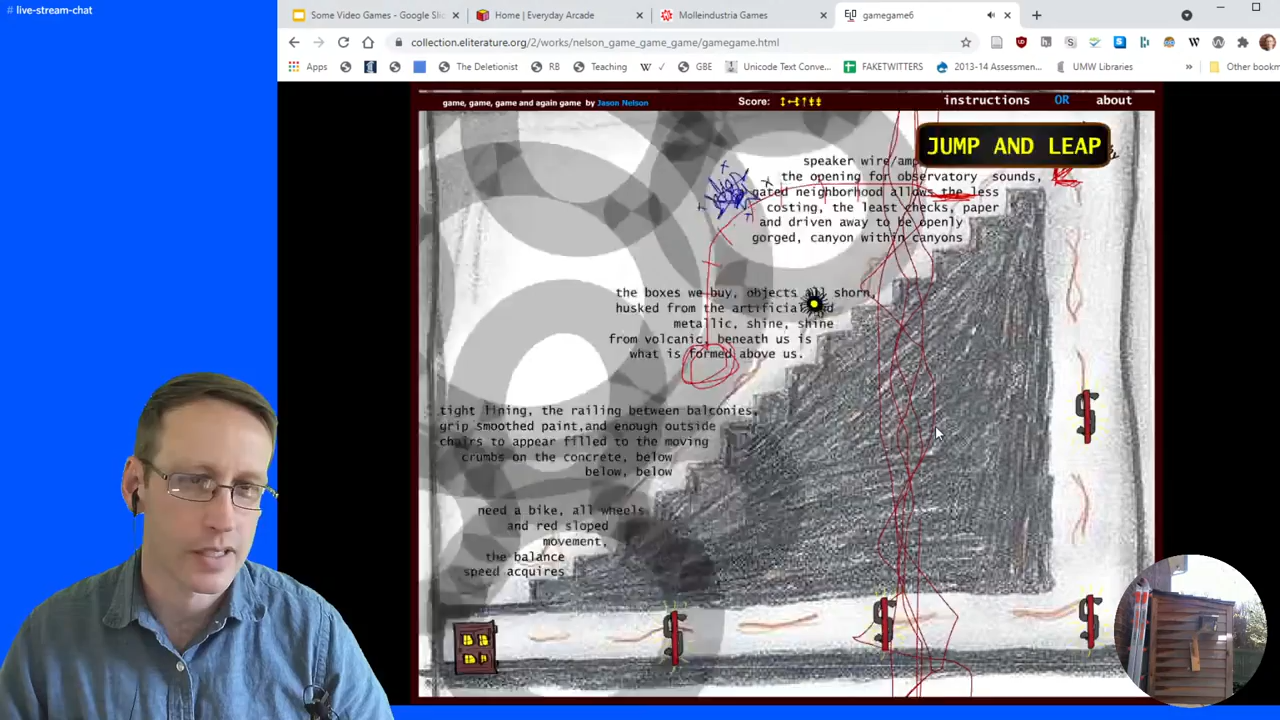 # live-stream-chat
Some Video Games - Google Sli
Home | Everyday Arcade
Molleindustria Games
gamegame6
collection.eliterature.org/2/works/nelson_game_game_game/gamegame.html
Apps
The Deletionist
RB
Teaching
GBE
Unicode Text Conve...
FAKETWITTERS
2013-14 Assessmen...
UMW Libraries
»
Other bookm
game, game, game and again game by Jason Nelson
Score:
instructions OR about
JUMP AND LEAP
speaker wire/amp
the opening for observatory sounds,
gated neighborhood allows the less
costing, the least checks, paper
and driven away to be openly
gorged, canyon within canyons
the boxes we buy, objects all shorn,
husked from the artificial and
metallic, shine, shine
from volcanic, beneath us is
what is formed above us.
tight lining, the railing between balconies,
grip smoothed paint,and enough outside
chairs to appear filled to the moving
crumbs on the concrete, below
below, below
need a bike, all wheels
and red sloped
movement,
the balance
speed acquires